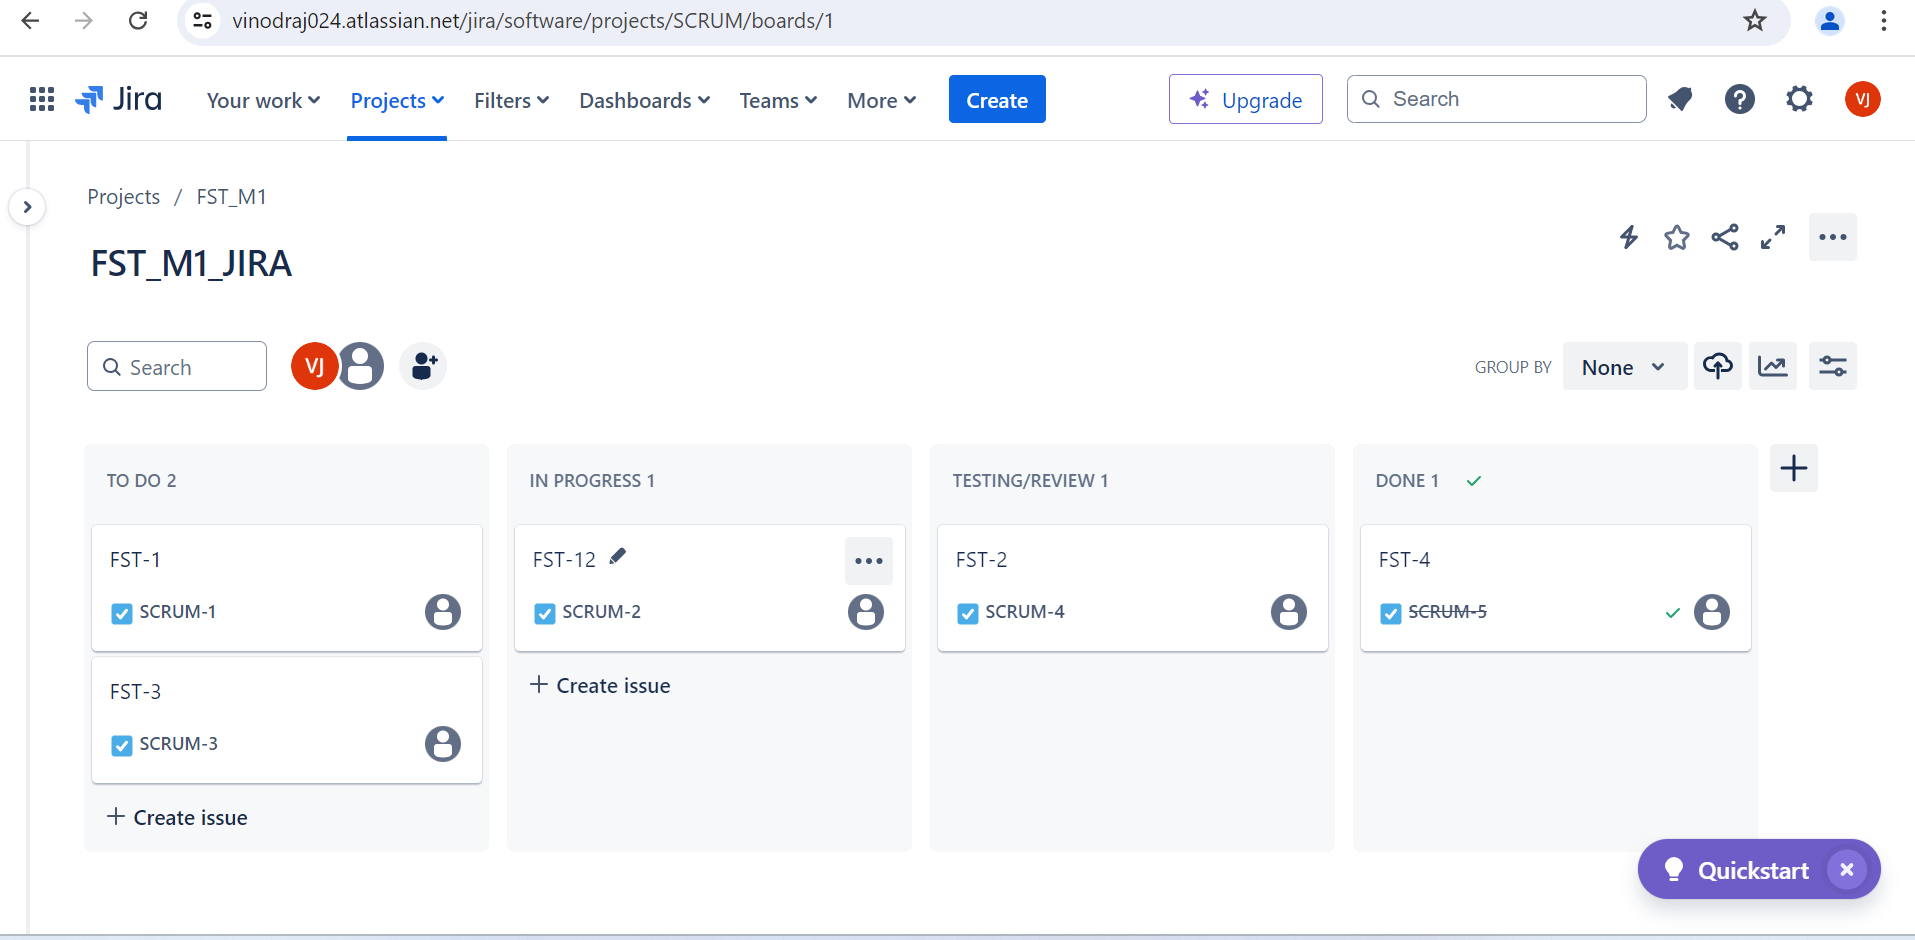 vinodraj024.atlassian.net/jira/software/projects/SCRUM/boards/1
Jira Your work Projects Filters Dashboards Teams More Create Upgrade Search VJ
Projects / FST_M1
FST_M1_JIRA
Search VJ GROUP BY None
TO DO 2
FST-1
SCRUM-1
FST-3
SCRUM-3
+ Create issue
IN PROGRESS 1
FST-12
SCRUM-2
+ Create issue
TESTING/REVIEW 1
FST-2
SCRUM-4
DONE 1
FST-4
SCRUM-5
Quickstart